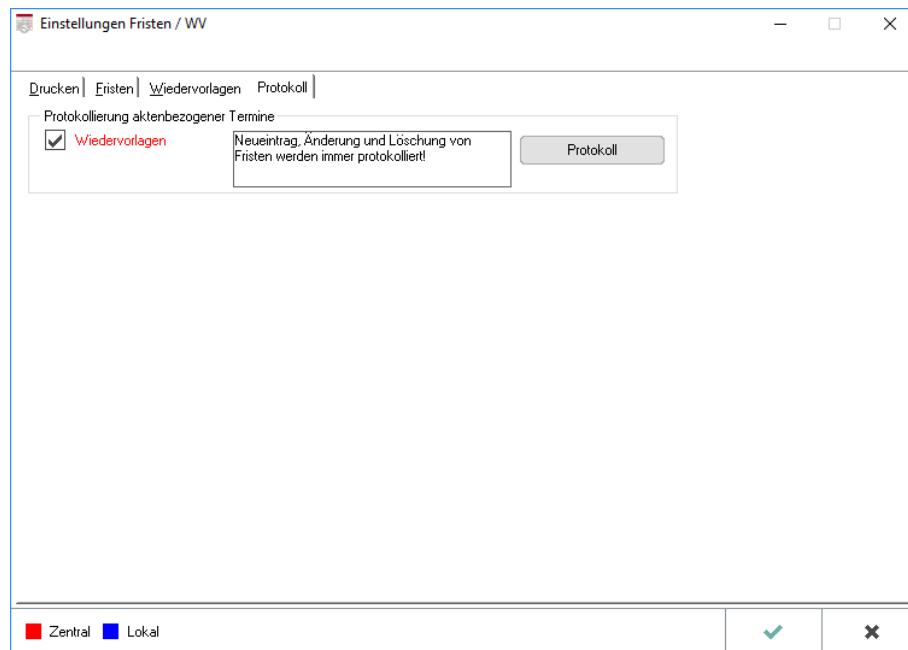 Einstellungen Fristen / WV
Drucken Fristen Wiedervorlagen Protokoll
Protokollierung aktenbezogener Termine
Wiedervorlagen
Neueintrag, Änderung und Löschung von
Fristen werden immer protokolliert!
Protokoll
Zentral Lokal